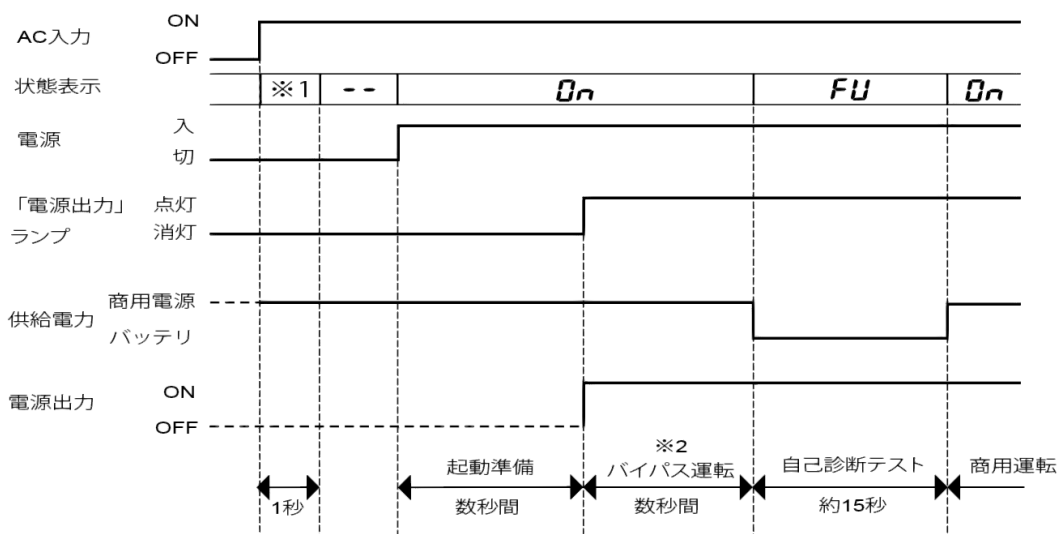 ON
AC入力
OFF
状態表示 ※1 -- On FU On
電源 入
切
「電源出力」 点灯
ランプ 消灯
商用電源
供給電力
バッテリ
ON
電源出力
OFF
※2
起動準備 バイパス運転 自己診断テスト 商用運転
1秒 数秒間 数秒間 約15秒